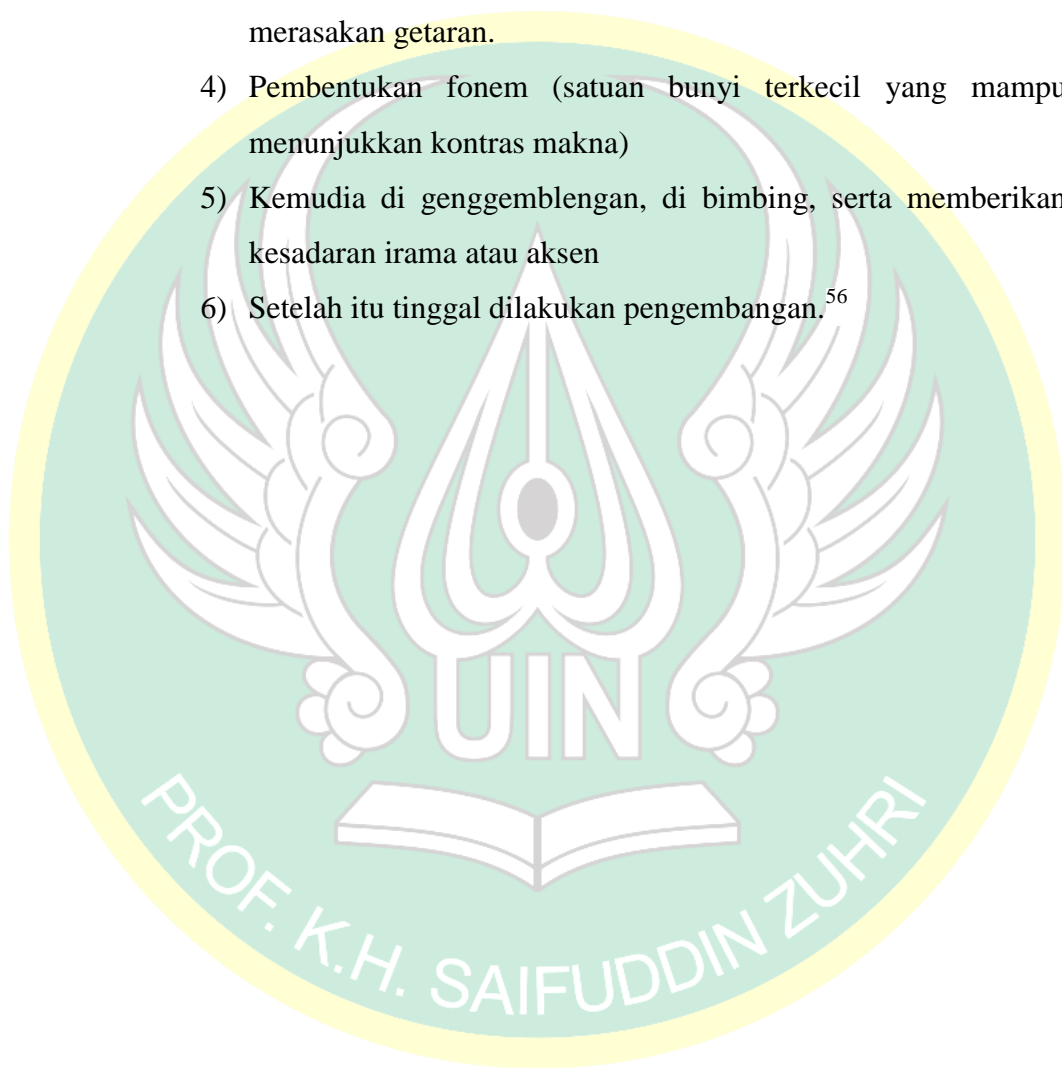 merasakan getaran.
4) Pembentukan fonem (satuan bunyi terkecil yang mampu
menunjukkan kontras makna)
5) Kemudia di genggemblengan, di bimbing, serta memberikan
kesadaran irama atau aksen
6) Setelah itu tinggal dilakukan pengembangan.56
UIN
PROF. K.H. SAIFUDDIN ZUHRI